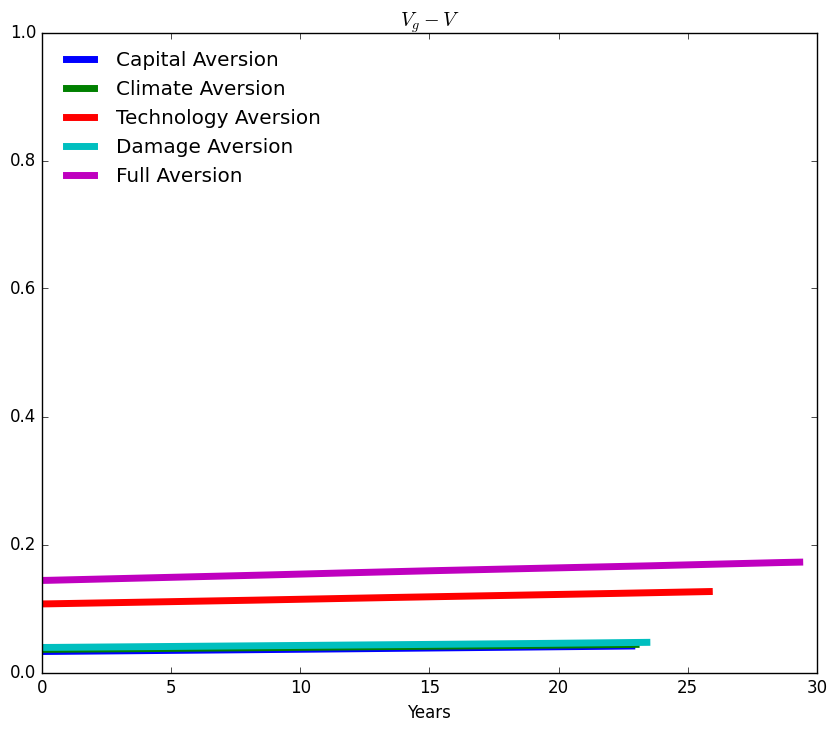 $V_g - V$
1.0
Capital Aversion
Climate Aversion
Technology Aversion
Damage Aversion
Full Aversion
0.8
0.6
0.4
0.2
0.0
0 5 10 15 20 25 30
Years